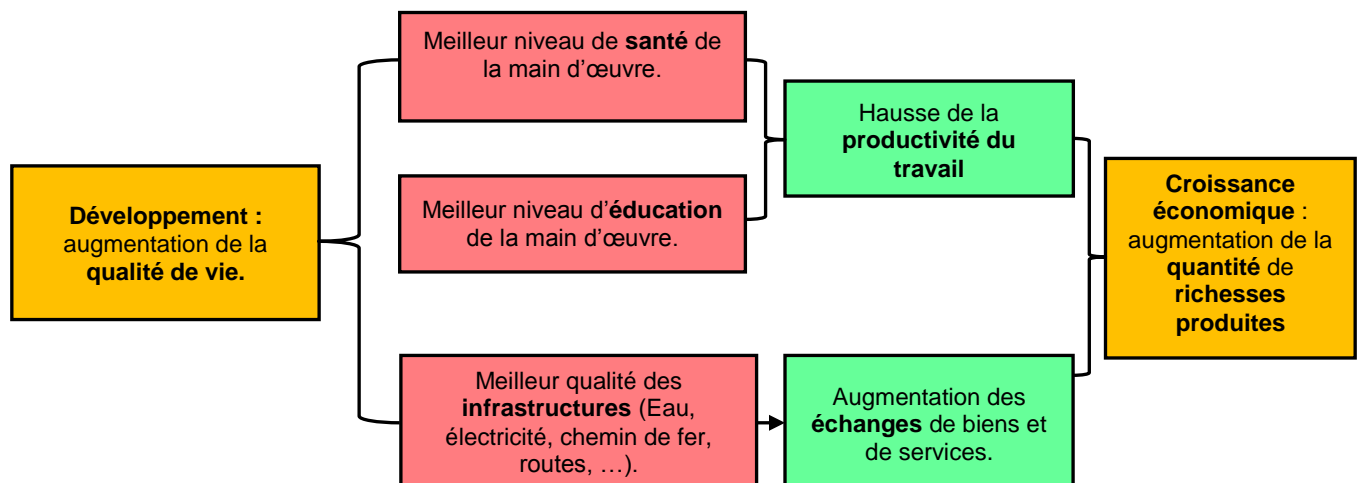 Développement :
augmentation de la
qualité de vie.
Meilleur niveau de santé de
la main d'œuvre.
Meilleur niveau d'éducation
de la main d'œuvre.
Meilleur qualité des
infrastructures (Eau,
électricité, chemin de fer,
routes, …).
Hausse de la
productivité du
travail
Augmentation des
échanges de biens et
de services.
Croissance
économique :
augmentation de la
quantité de
richesses
produites